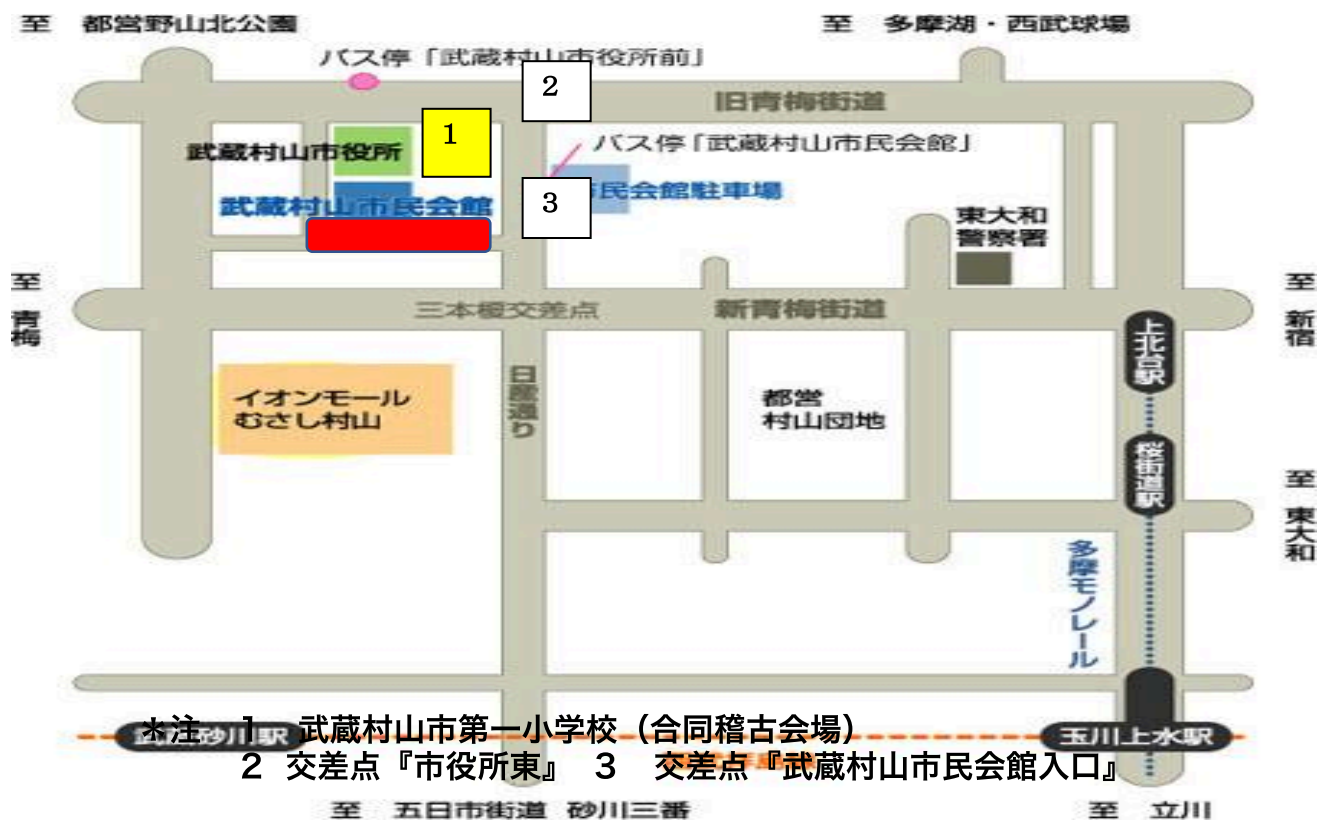 至 都営野山北公園
至 多摩湖・西武球場
バス停「武蔵村山市役所前」
2
旧青梅街道
1
武蔵村山市役所
バス停「武蔵村山市民会館」
市民会館駐車場
武蔵村山市民会館
3
東大和
警察署
至 青梅
三本榎交差点
新青梅街道
至 新宿
上北台駅
イオンモール
むさし村山
日産通り
都営
村山団地
桜街道駅
至 東大和
多摩モノレール
*注 1 武蔵村山市第一小学校(合同稽古会場)
砂川駅
玉川上水駅
2 交差点『市役所東』 3 交差点『武蔵村山市民会館入口』
至 五日市街道 砂川三番
至 立川